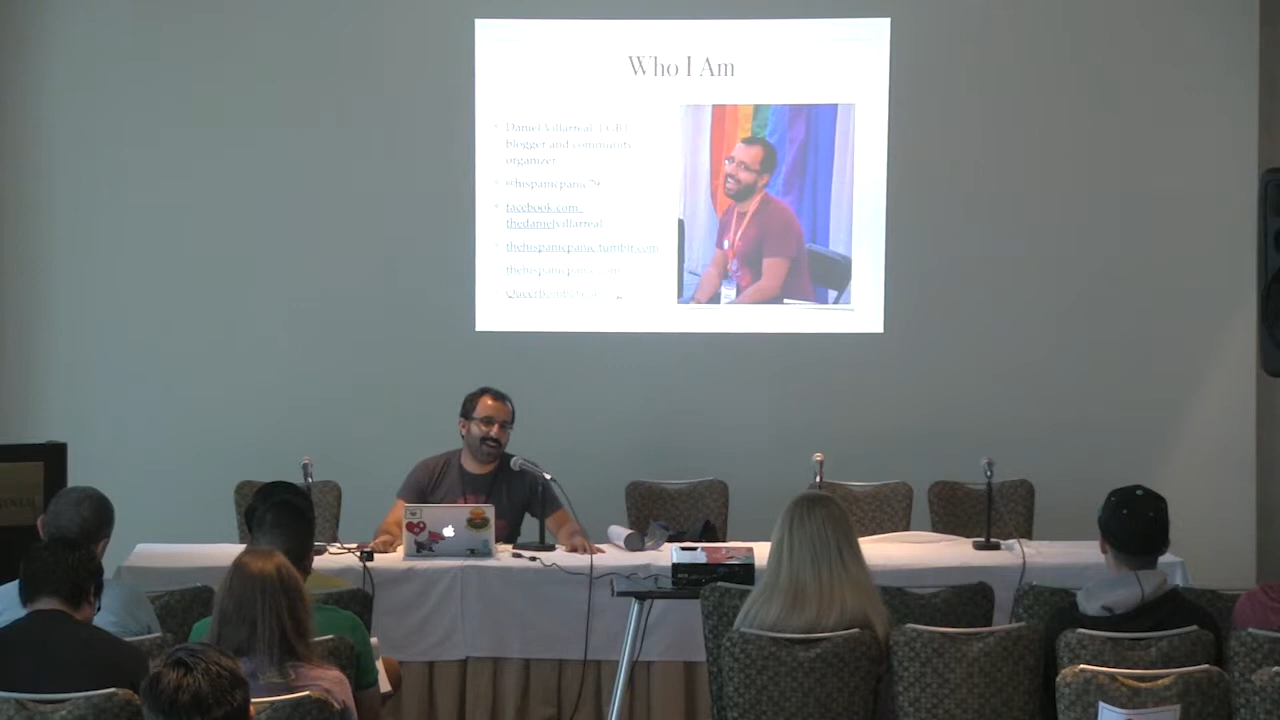 Who I Am
Daniel Villarreal, LGBT
blogger and community
organizer
@hispanicpanic79
facebook.com
thedanielvillarreal
thehispanicpanic.tumblr.com
thehispanicpanic.com